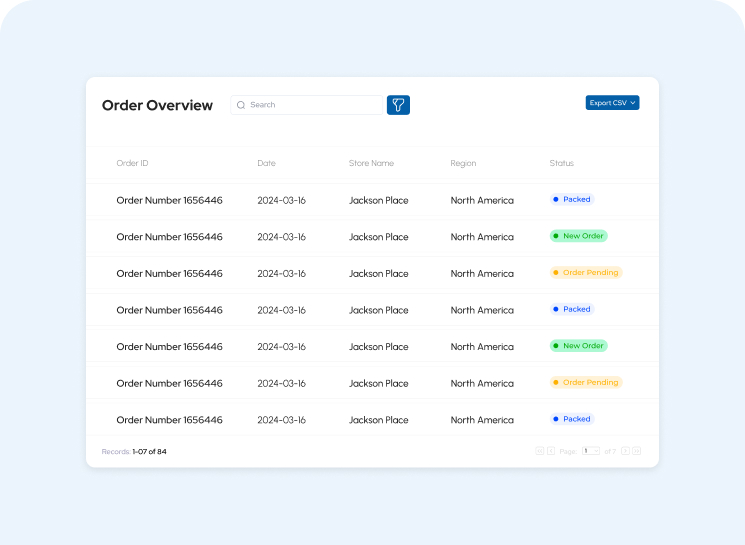 Order Overview Search Export CSV
Order ID Date Store Name Region Status
Order Number 1656446 2024-03-16 Jackson Place North America Packed
Order Number 1656446 2024-03-16 Jackson Place North America New Order
Order Number 1656446 2024-03-16 Jackson Place North America Order Pending
Order Number 1656446 2024-03-16 Jackson Place North America Packed
Order Number 1656446 2024-03-16 Jackson Place North America New Order
Order Number 1656446 2024-03-16 Jackson Place North America Order Pending
Order Number 1656446 2024-03-16 Jackson Place North America Packed
Records: 1-07 of 84 Page: 1 of 7